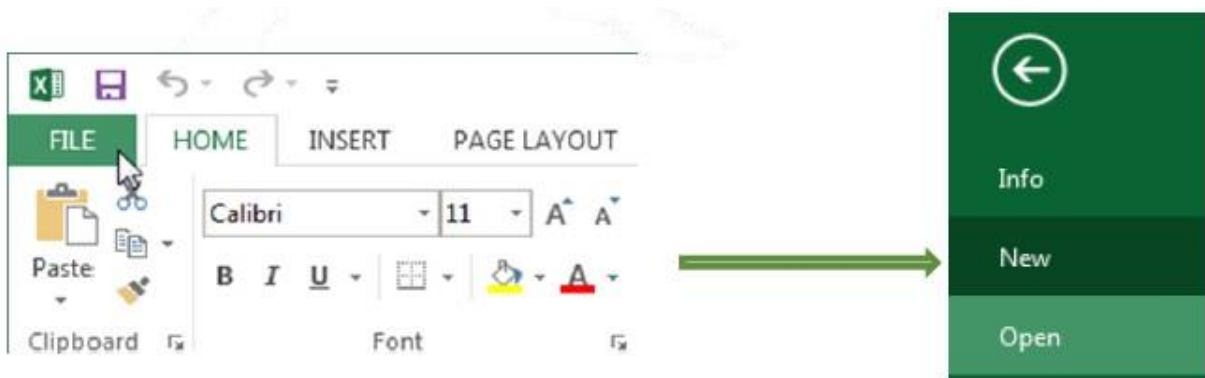 FILE HOME INSERT PAGE LAYOUT
Calibri 11 A A
Paste B I U A
Clipboard Font
Info
New
Open